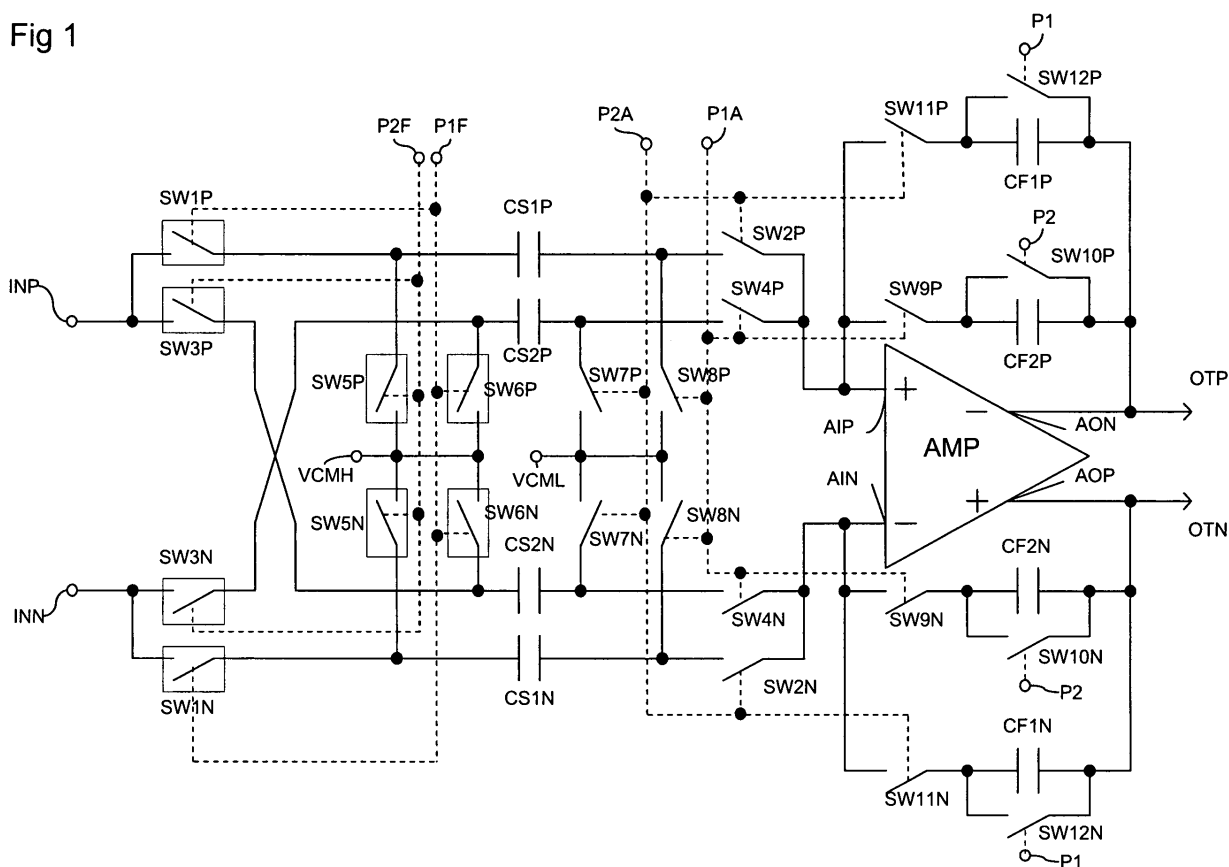 Fig 1
P1
SW12P
SW11P
CF1P
P2F
P1F
P2A
P1A
SW1P
CS1P
SW2P
P2
SW10P
INP
SW3P
CS2P
SW4P
SW9P
CF2P
SW5P
SW6P
SW7P
SW8P
OTP
AIP
+
−
AON
AMP
VCMH
VCML
AIN
AOP
−
+
OTN
SW5N
SW6N
SW7N
SW8N
SW3N
CS2N
CF2N
INN
SW4N
SW9N
SW10N
SW1N
CS1N
SW2N
P2
CF1N
SW11N
SW12N
P1